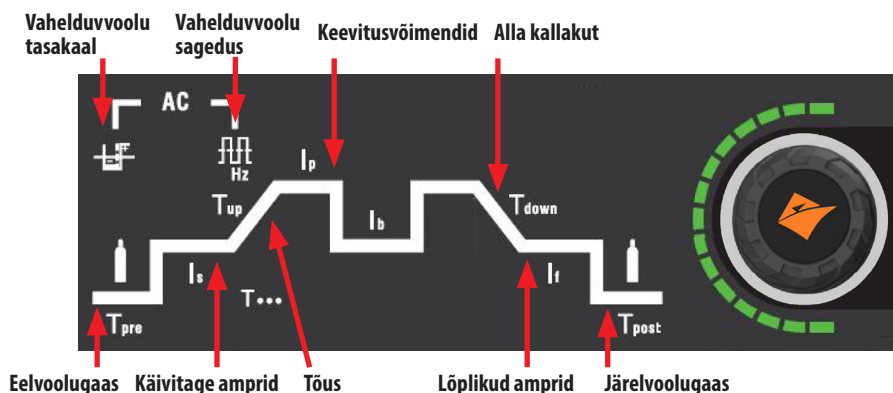 Vahelduvvoolu
tasakaal
Vahelduvvoolu
sagedus
Keevitusvõimendid
Alla kallakut
AC
Hz
Ip
Tup
Tdown
Ib
Is
If
T•••
Tpre
Tpost
Eelvoolugaas
Käivitage amprid
Tõus
Lõplikud amprid
Järelvoolugaas